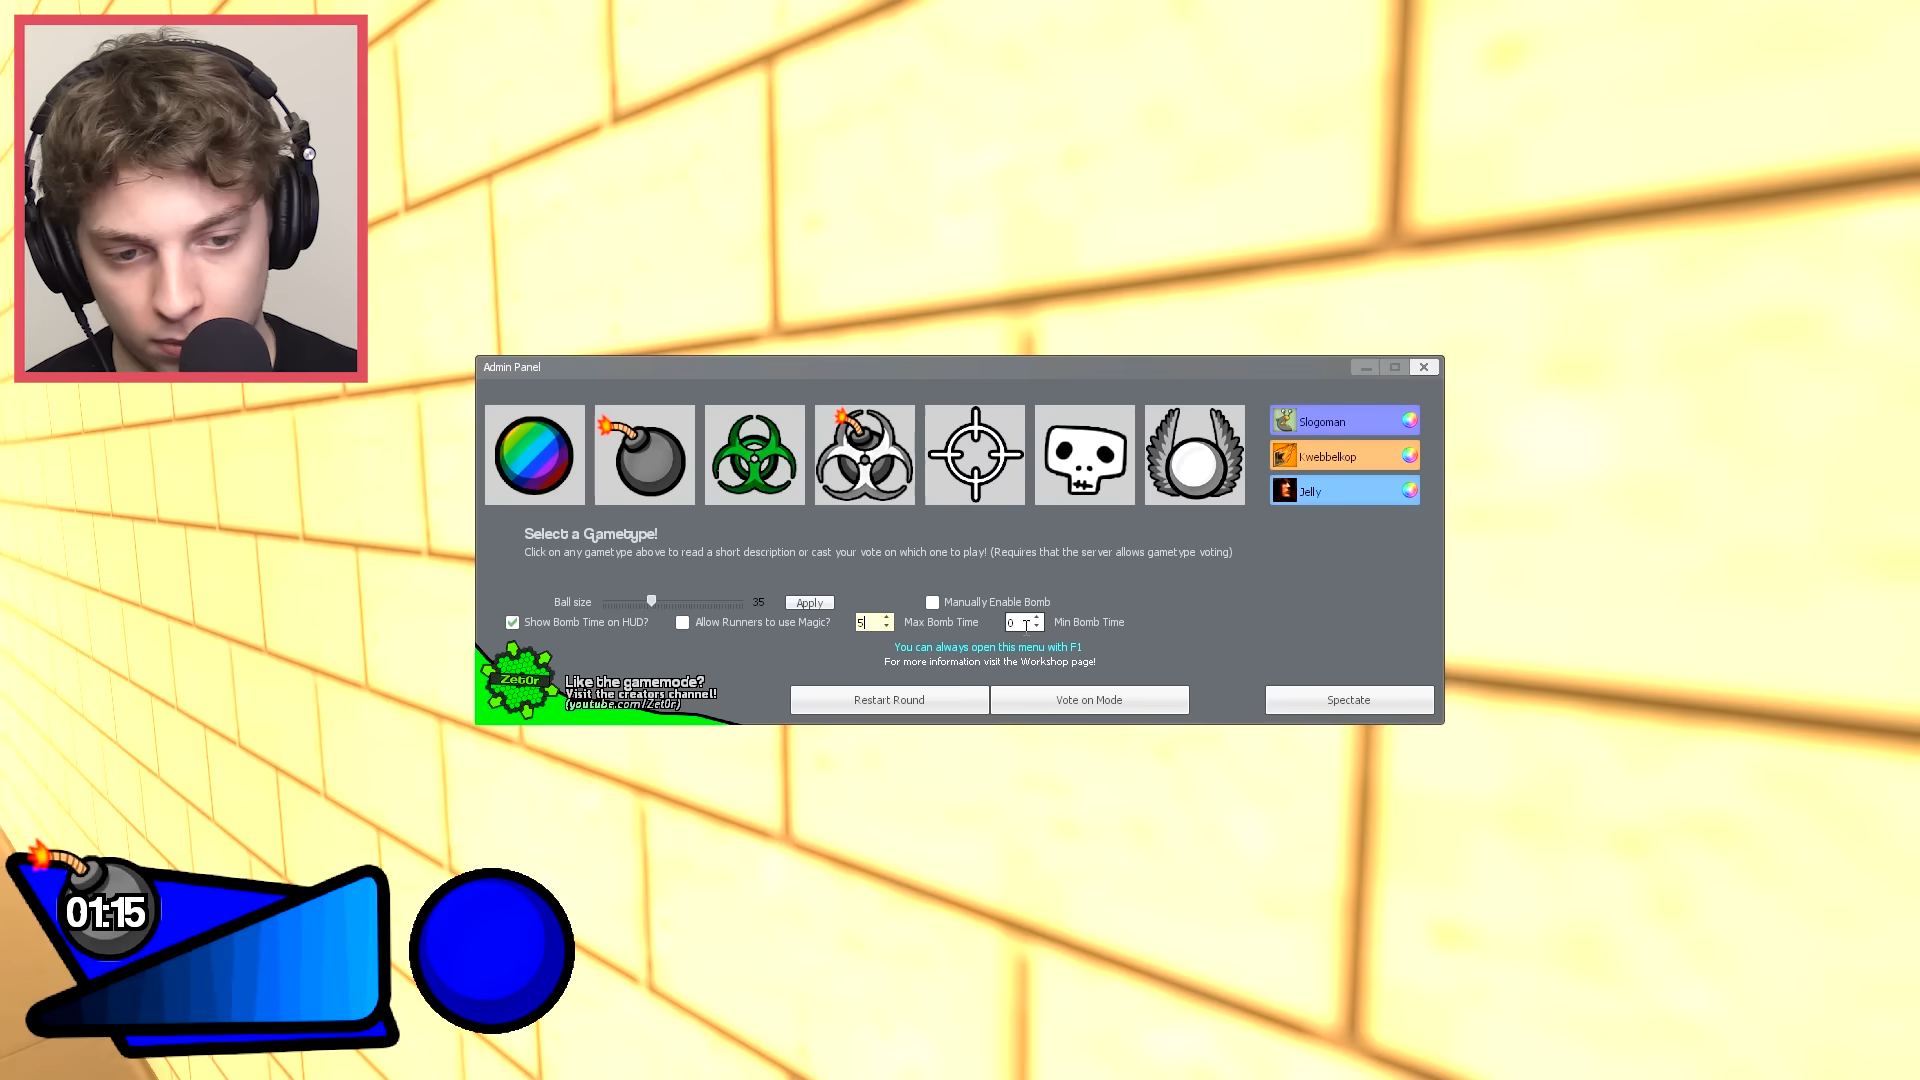 Admin Panel
Slogoman
Kwebbelkop
Jelly
Select a Gametype!
Click on any gametype above to read a short description or cast your vote on which one to play! (Requires that the server allows gametype voting)
Ball size 35 Apply Manually Enable Bomb
Show Bomb Time on HUD? Allow Runners to use Magic? 5 Max Bomb Time 0 Min Bomb Time
You can always open this menu with F1
For more information visit the Workshop page!
Zet0r
Like the gamemode?
Visit the creators channel!
(youtube.com/Zet0r)
Restart Round Vote on Mode Spectate
01:15